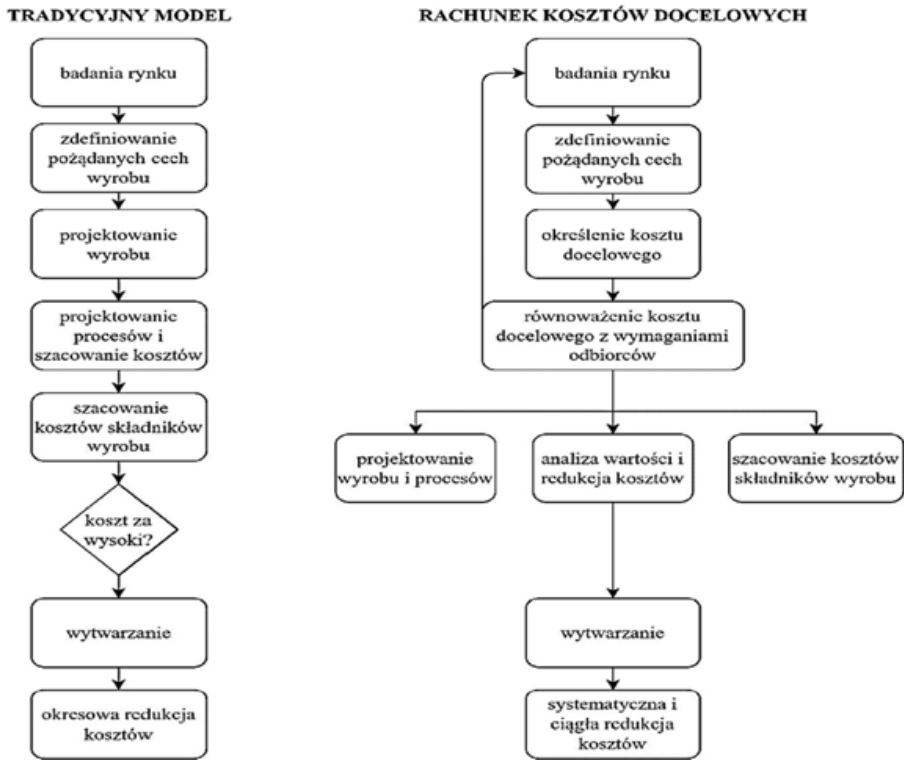 TRADYCYJNY MODEL
badania rynku
zdefiniowanie
pożądanych cech
wyrobu
projektowanie
wyrobu
projektowanie
procesów i
szacowanie kosztów
szacowanie
kosztów składników
wyrobu
koszt za
wysoki?
wytwarzanie
okresowa redukcja
kosztów
RACHUNEK KOSZTÓW DOCELOWYCH
badania rynku
zdefiniowanie
pożądanych cech
wyrobu
określenie kosztu
docelowego
równoważenie kosztu
docelowego z wymaganiami
odbiorców
projektowanie
wyrobu i procesów
analiza wartości i
redukcja kosztów
szacowanie kosztów
składników wyrobu
wytwarzanie
systematyczna i
ciągła redukcja
kosztów